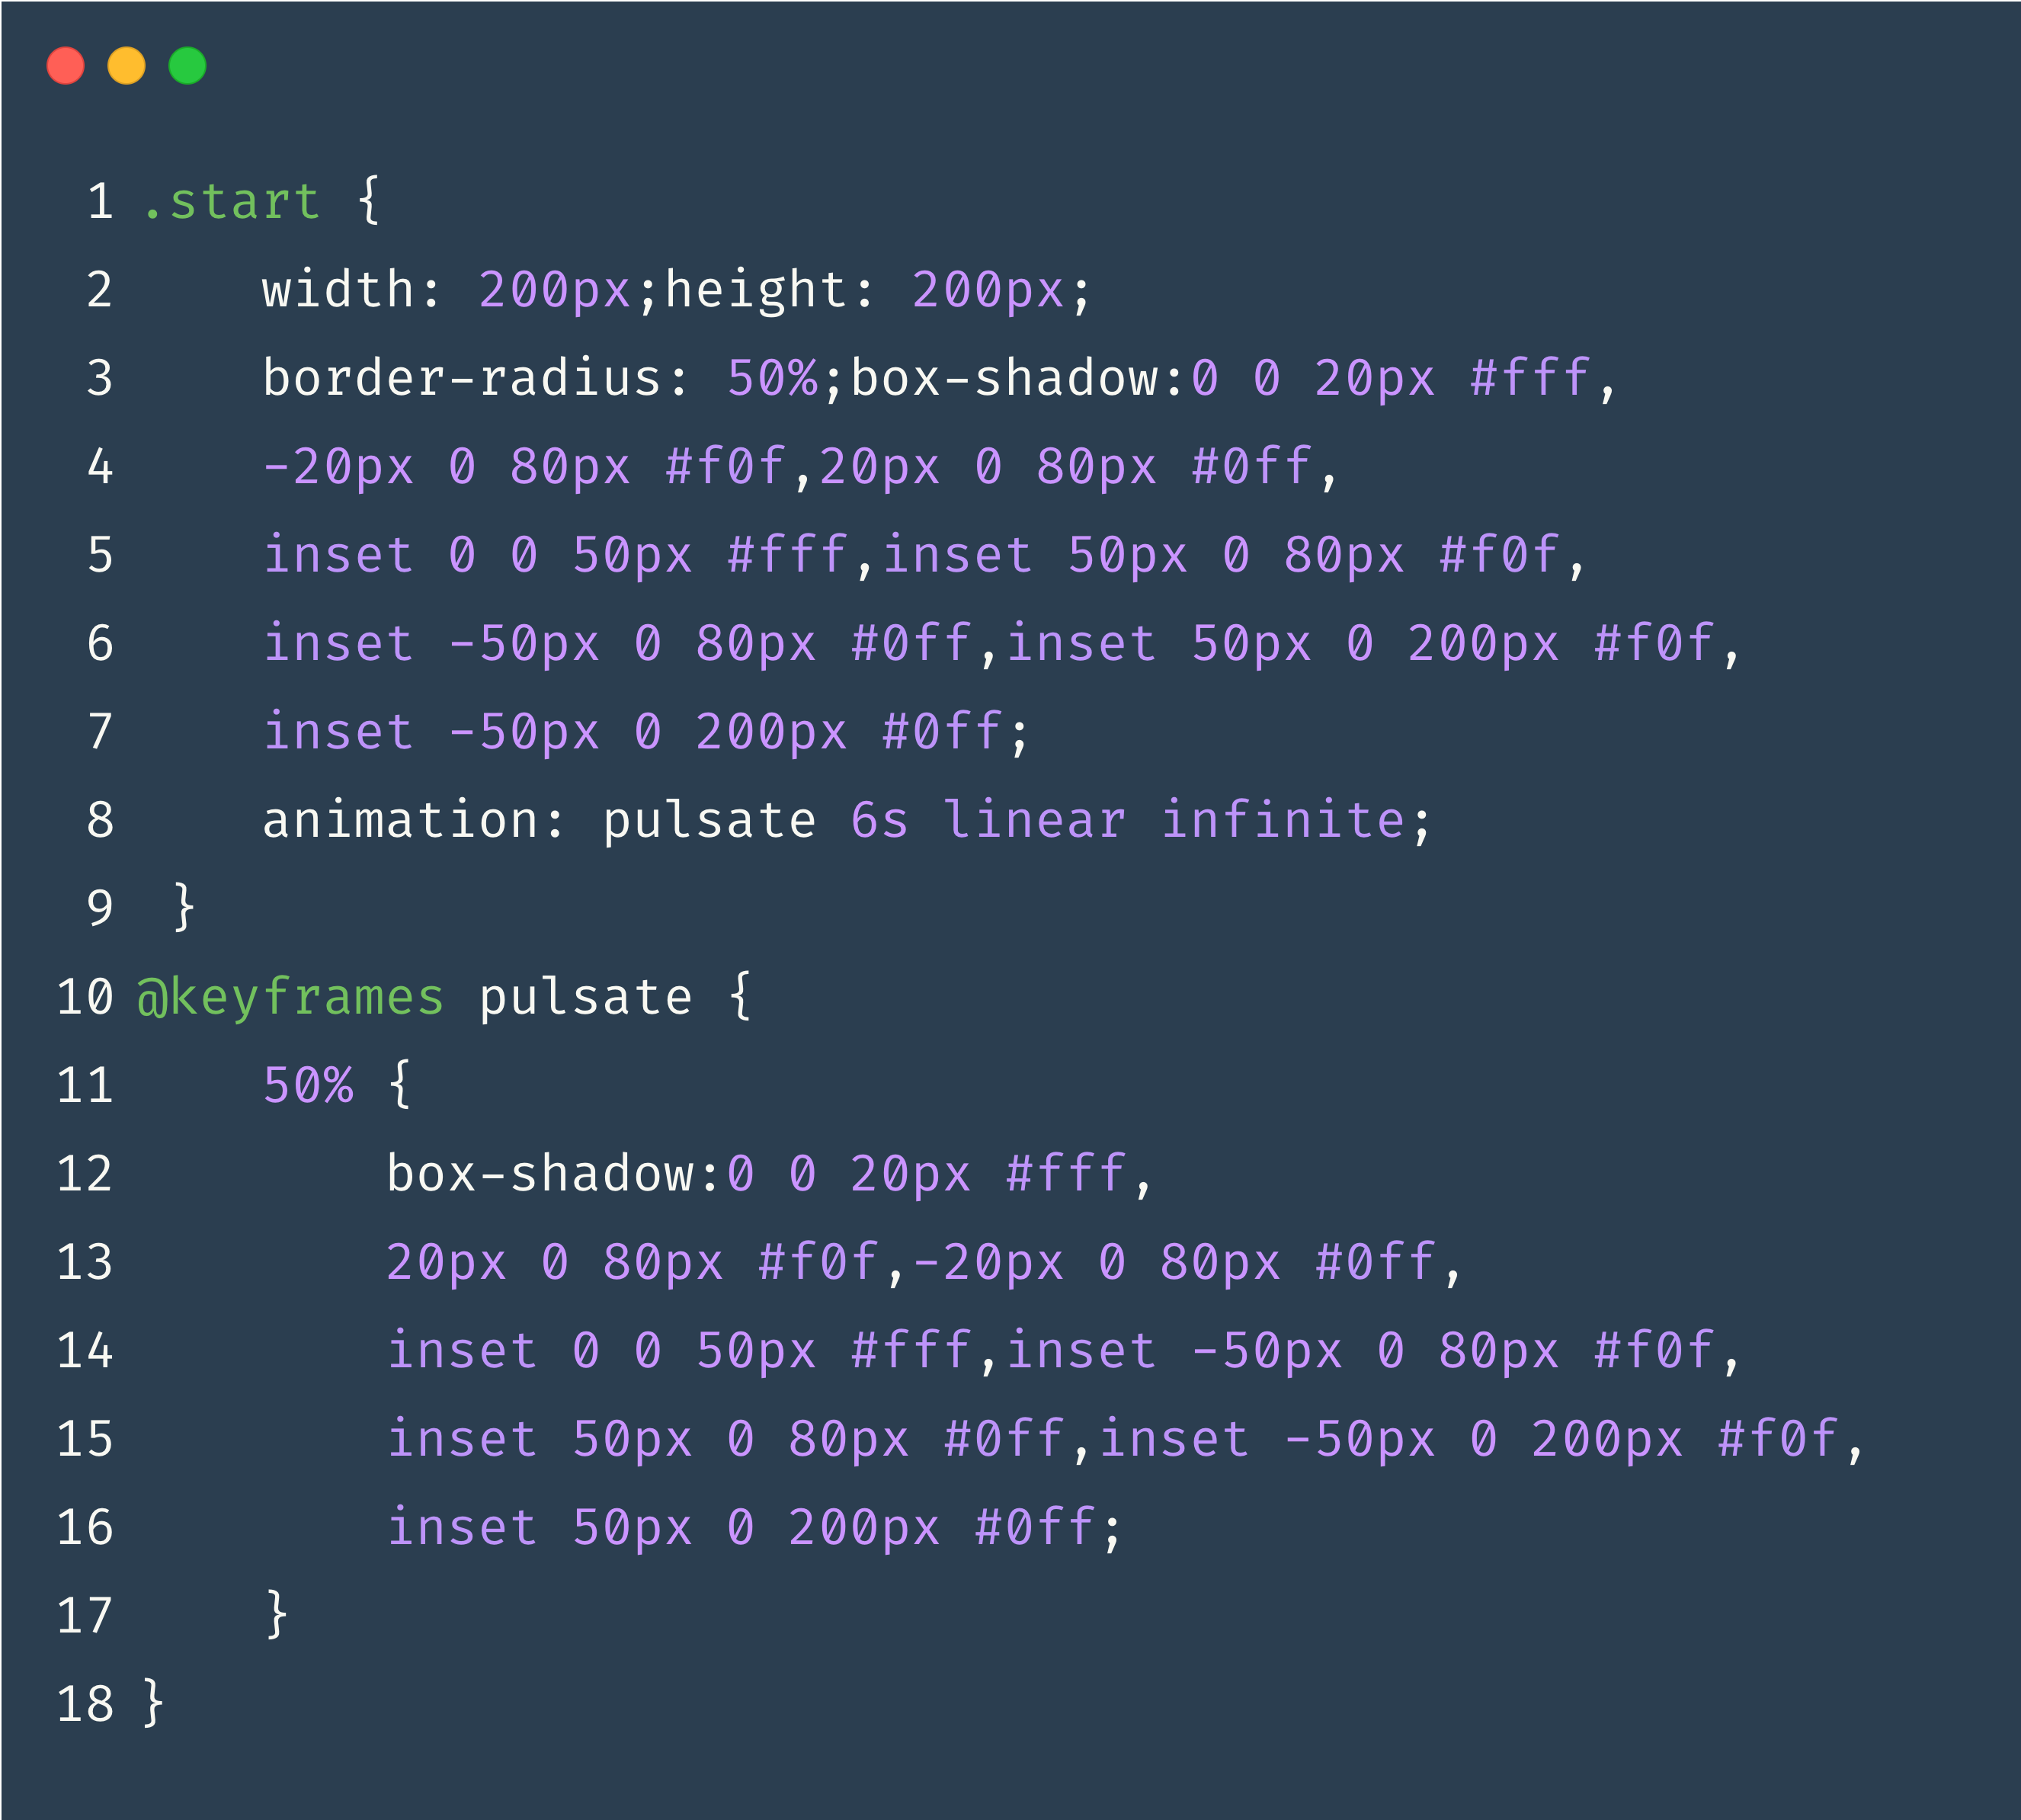 1 .start {
2     width: 200px;height: 200px;
3     border-radius: 50%;box-shadow:0 0 20px #fff,
4     -20px 0 80px #f0f,20px 0 80px #0ff,
5     inset 0 0 50px #fff,inset 50px 0 80px #f0f,
6     inset -50px 0 80px #0ff,inset 50px 0 200px #f0f,
7     inset -50px 0 200px #0ff;
8     animation: pulsate 6s linear infinite;
9  }
10 @keyframes pulsate {
11     50% {
12         box-shadow:0 0 20px #fff,
13         20px 0 80px #f0f,-20px 0 80px #0ff,
14         inset 0 0 50px #fff,inset -50px 0 80px #f0f,
15         inset 50px 0 80px #0ff,inset -50px 0 200px #f0f,
16         inset 50px 0 200px #0ff;
17     }
18 }